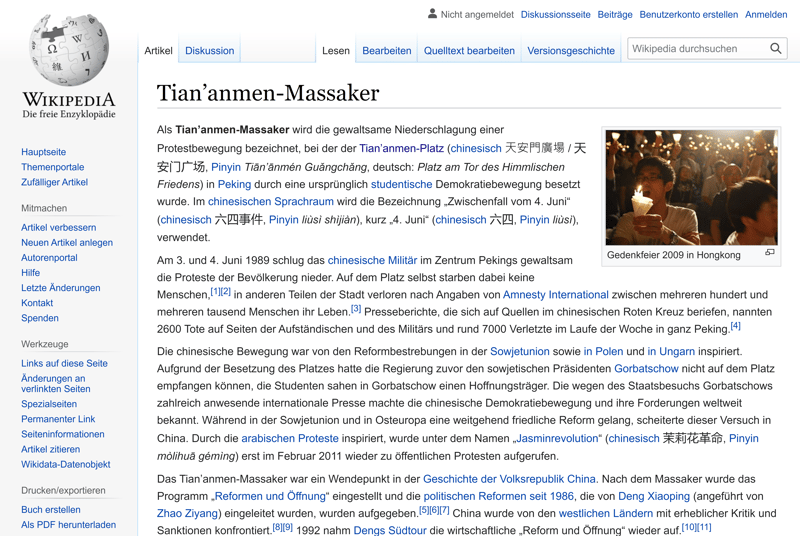 Nicht angemeldet Diskussionsseite Beiträge Benutzerkonto erstellen Anmelden
WIKIPEDIA
Die freie Enzyklopädie
Artikel Diskussion Lesen Bearbeiten Quelltext bearbeiten Versionsgeschichte Wikipedia durchsuchen
Hauptseite
Themenportale
Zufälliger Artikel
Mitmachen
Artikel verbessern
Neuen Artikel anlegen
Autorenportal
Hilfe
Letzte Änderungen
Kontakt
Spenden
Werkzeuge
Links auf diese Seite
Änderungen an
verlinkten Seiten
Spezialseiten
Permanenter Link
Seiteninformationen
Artikel zitieren
Wikidata-Datenobjekt
Drucken/exportieren
Buch erstellen
Als PDF herunterladen
Tian’anmen-Massaker
Als Tian’anmen-Massaker wird die gewaltsame Niederschlagung einer
Protestbewegung bezeichnet, bei der der Tian’anmen-Platz (chinesisch 天安門廣場 / 天
安门广场, Pinyin Tiān’ānmén Guǎngchǎng, deutsch: Platz am Tor des Himmlischen
Friedens) in Peking durch eine ursprünglich studentische Demokratiebewegung besetzt
wurde. Im chinesischen Sprachraum wird die Bezeichnung „Zwischenfall vom 4. Juni“
(chinesisch 六四事件, Pinyin liùsì shìjiàn), kurz „4. Juni“ (chinesisch 六四, Pinyin liùsì),
verwendet.
Gedenkfeier 2009 in Hongkong
Am 3. und 4. Juni 1989 schlug das chinesische Militär im Zentrum Pekings gewaltsam
die Proteste der Bevölkerung nieder. Auf dem Platz selbst starben dabei keine
Menschen,[1][2] in anderen Teilen der Stadt verloren nach Angaben von Amnesty International zwischen mehreren hundert und
mehreren tausend Menschen ihr Leben.[3] Presseberichte, die sich auf Quellen im chinesischen Roten Kreuz beriefen, nannten
2600 Tote auf Seiten der Aufständischen und des Militärs und rund 7000 Verletzte im Laufe der Woche in ganz Peking.[4]
Die chinesische Bewegung war von den Reformbestrebungen in der Sowjetunion sowie in Polen und in Ungarn inspiriert.
Aufgrund der Besetzung des Platzes hatte die Regierung zuvor den sowjetischen Präsidenten Gorbatschow nicht auf dem Platz
empfangen können, die Studenten sahen in Gorbatschow einen Hoffnungsträger. Die wegen des Staatsbesuchs Gorbatschows
zahlreich anwesende internationale Presse machte die chinesische Demokratiebewegung und ihre Forderungen weltweit
bekannt. Während in der Sowjetunion und in Osteuropa eine weitgehend friedliche Reform gelang, scheiterte dieser Versuch in
China. Durch die arabischen Proteste inspiriert, wurde unter dem Namen „Jasminrevolution“ (chinesisch 茉莉花革命, Pinyin
mòlìhuā gémìng) erst im Februar 2011 wieder zu öffentlichen Protesten aufgerufen.
Das Tian’anmen-Massaker war ein Wendepunkt in der Geschichte der Volksrepublik China. Nach dem Massaker wurde das
Programm „Reformen und Öffnung“ eingestellt und die politischen Reformen seit 1986, die von Deng Xiaoping (angeführt von
Zhao Ziyang) eingeleitet wurden, wurden aufgegeben.[5][6][7] China wurde von den westlichen Ländern mit erheblicher Kritik und
Sanktionen konfrontiert.[8][9] 1992 nahm Dengs Südtour die wirtschaftliche „Reform und Öffnung“ wieder auf.[10][11]